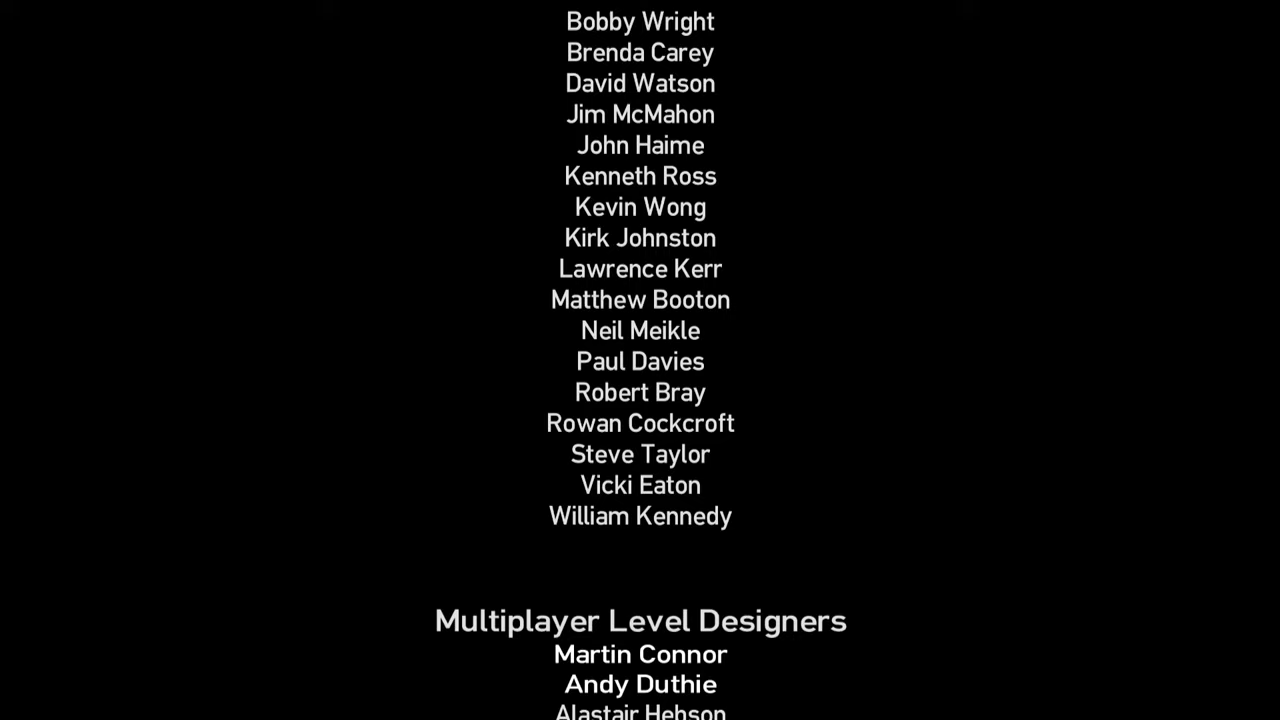 Bobby Wright
Brenda Carey
David Watson
Jim McMahon
John Haime
Kenneth Ross
Kevin Wong
Kirk Johnston
Lawrence Kerr
Matthew Booton
Neil Meikle
Paul Davies
Robert Bray
Rowan Cockcroft
Steve Taylor
Vicki Eaton
William Kennedy
Multiplayer Level Designers
Martin Connor
Andy Duthie
Alastair Hebson